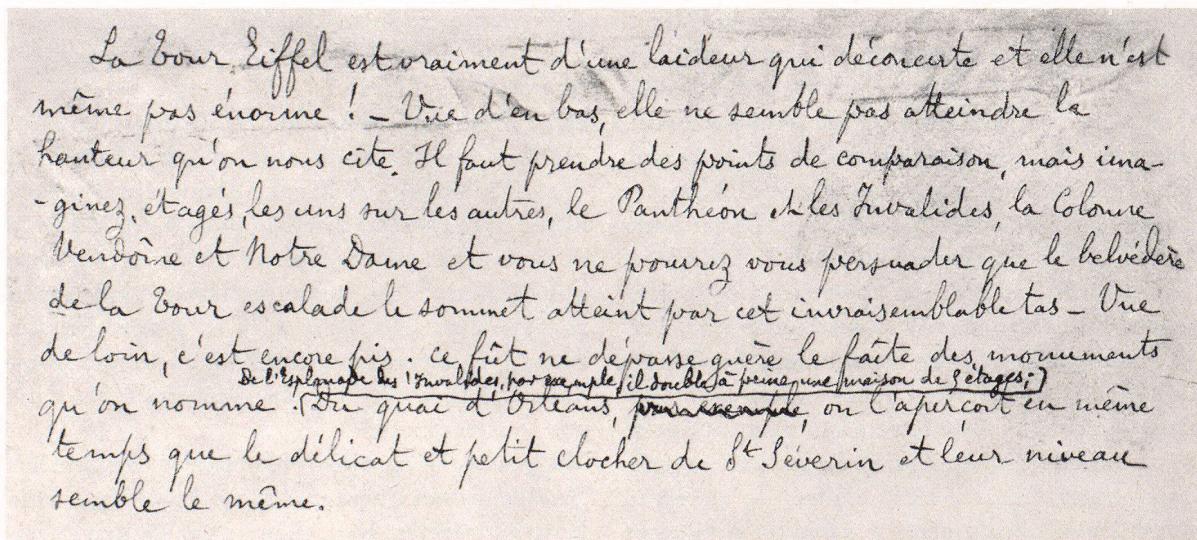 La Tour Eiffel est vraiment d'une laideur qui déconcerte et elle n'est
même pas énorme ! – Vue d'en bas, elle ne semble pas atteindre la
hauteur qu'on nous cite. Il faut prendre des points de comparaison, mais ima-
-ginez, étagés, les uns sur les autres, le Panthéon et les Invalides, la Colonne
Vendôme et Notre Dame et vous ne pourrez vous persuader que le belvédère
de la Tour escalade le sommet atteint par cet invraisemblable tas – Vue
de loin, c'est encore pis. Ce fût ne dépasse guère le faîte des monuments
De l'Esplanade des Invalides, par exemple, il double à peine une maison de 5 étages;
qu'on nomme. Du quai d'Orléans, par exemple, on l'aperçoit en même
temps que le délicat et petit clocher de St Séverin et leur niveau
semble le même.